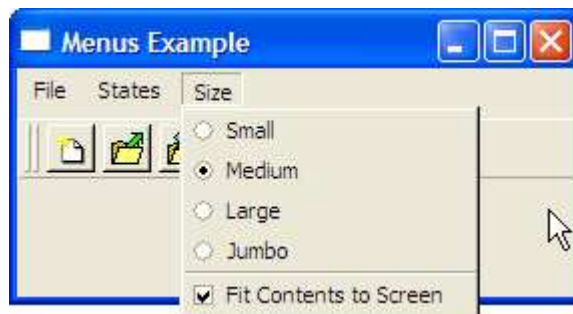 Menus Example
File States Size
Small
Medium
Large
Jumbo
Fit Contents to Screen